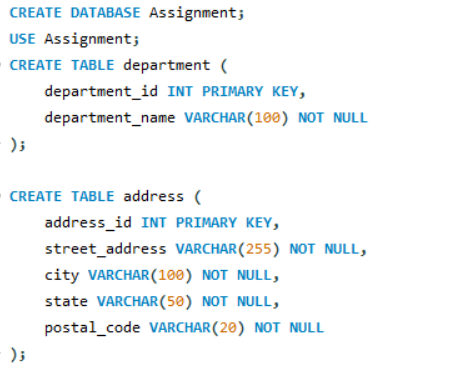 CREATE DATABASE Assignment;
USE Assignment;
CREATE TABLE department (
    department_id INT PRIMARY KEY,
    department_name VARCHAR(100) NOT NULL
);

CREATE TABLE address (
    address_id INT PRIMARY KEY,
    street_address VARCHAR(255) NOT NULL,
    city VARCHAR(100) NOT NULL,
    state VARCHAR(50) NOT NULL,
    postal_code VARCHAR(20) NOT NULL
);